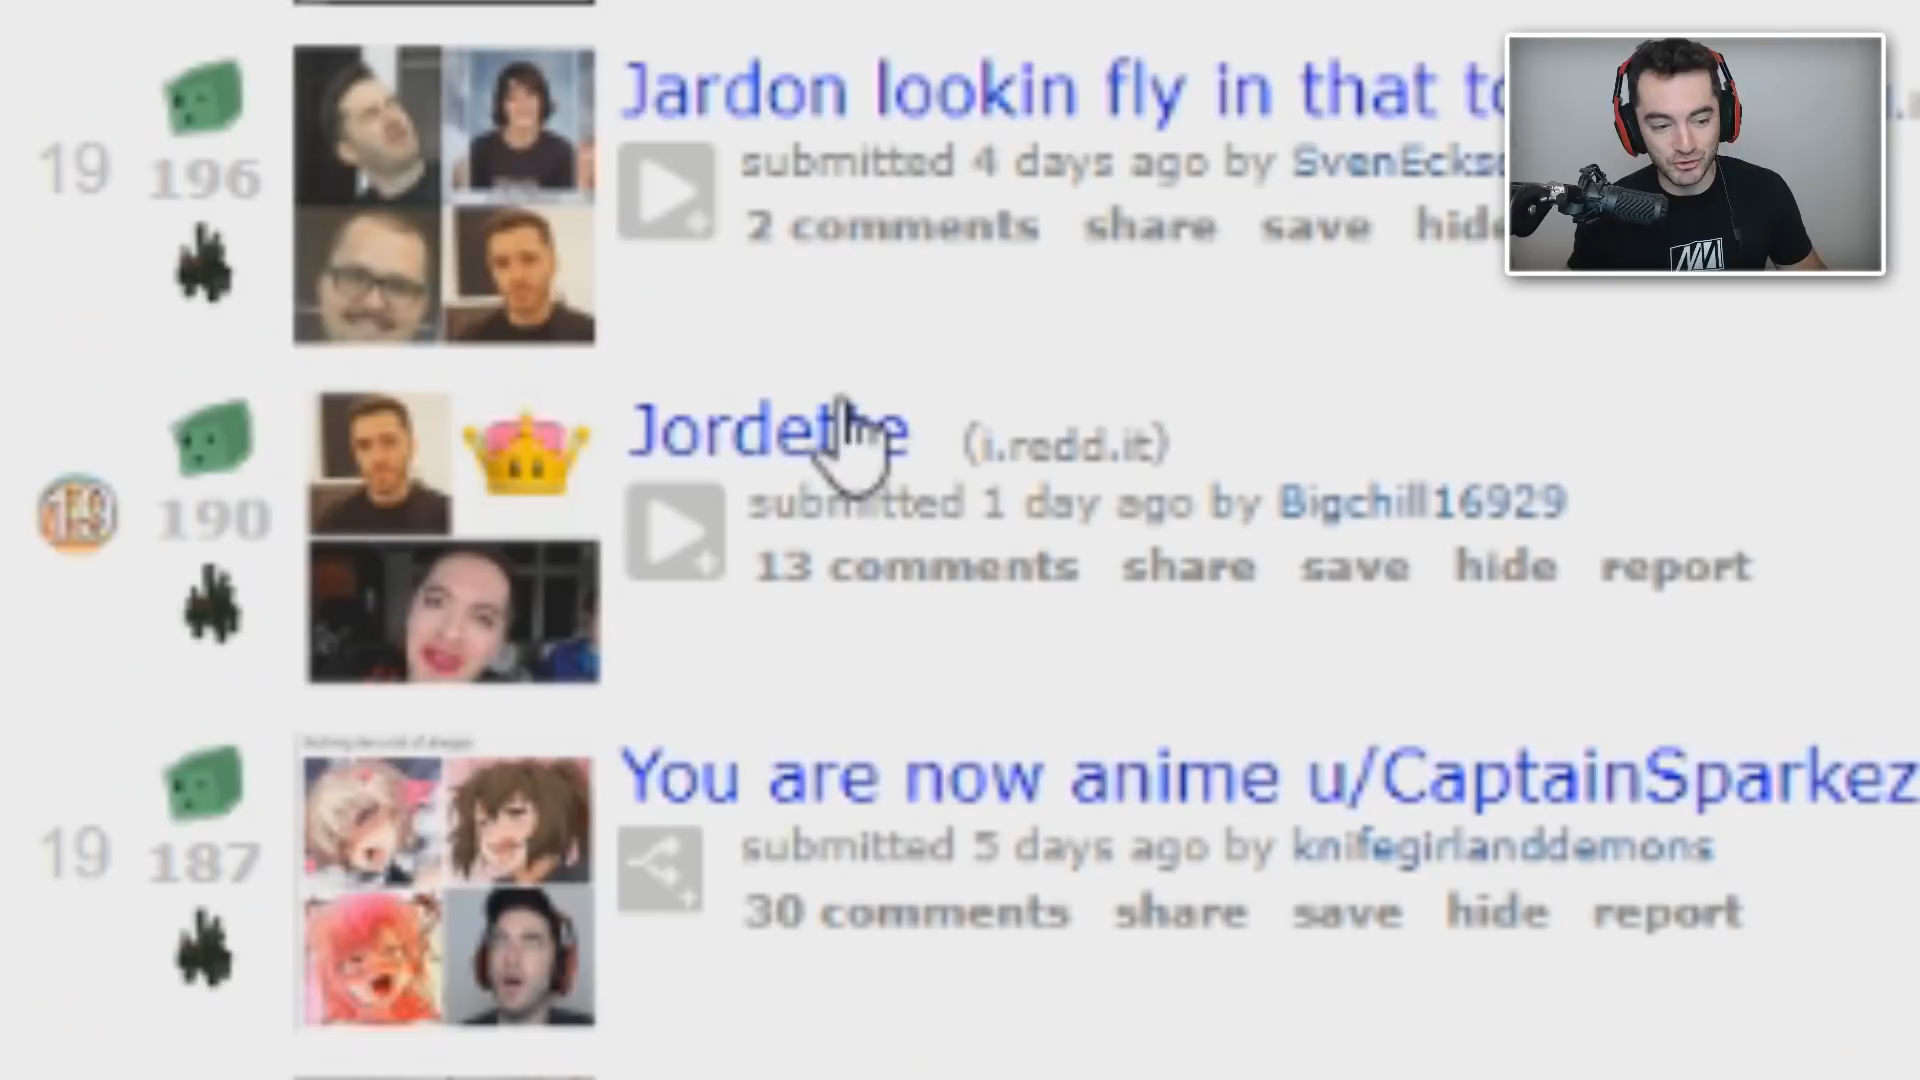 Jardon lookin fly in that
19
196
submitted 4 days ago by
2 comments share save hide
Jordette (i.redd.it)
19
190
submitted 1 day ago by Bigchill16929
13 comments share save hide report
You are now anime u/CaptainSparkez
19
187
submitted 5 days ago by knifegirlanddemons
30 comments share save hide report